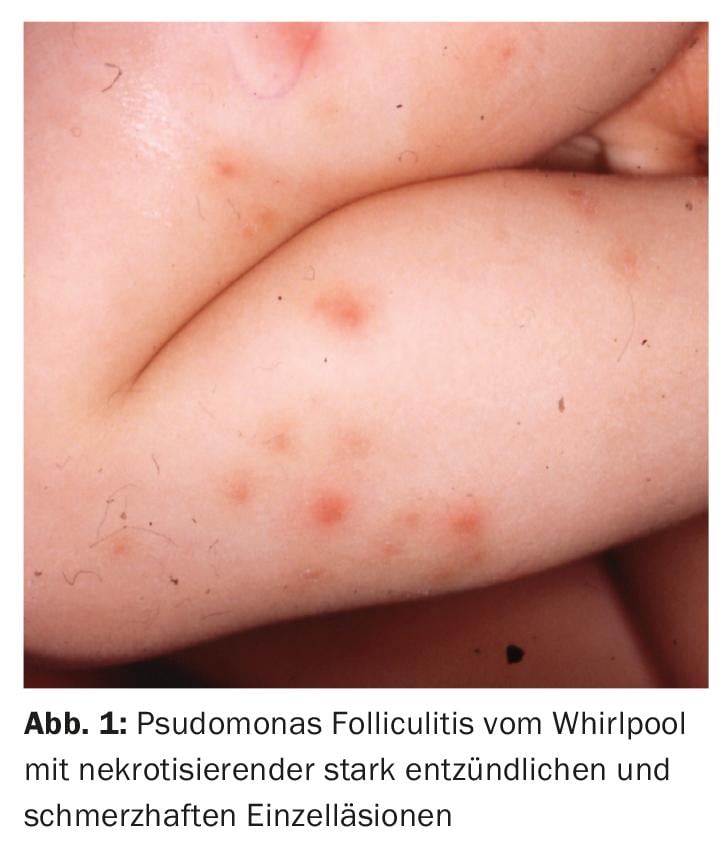 Abb. 1: Psudomonas Folliculitis vom Whirlpool
mit nekrotisierender stark entzündlichen und
schmerzhaften Einzelläsionen